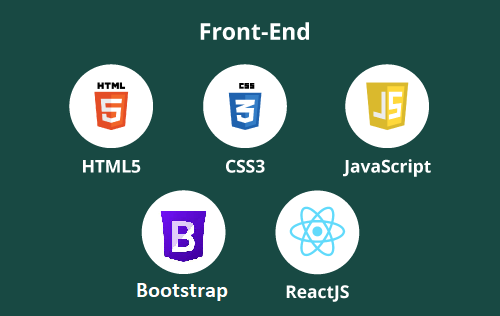 Front-End
HTML
5
CSS
3
JS
HTML5
CSS3
JavaScript
B
Bootstrap
ReactJS